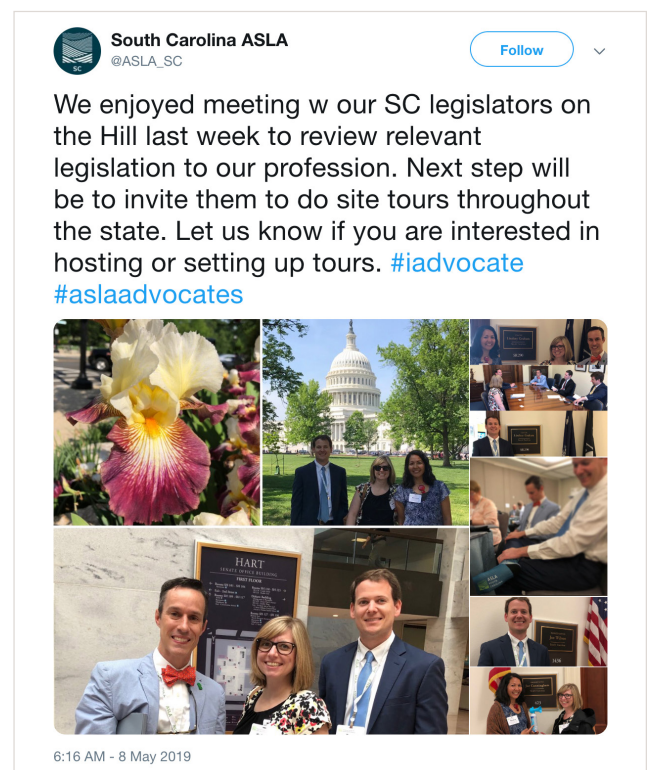 South Carolina ASLA
@ASLA_SC
Follow
SC
We enjoyed meeting w our SC legislators on
the Hill last week to review relevant
legislation to our profession. Next step will
be to invite them to do site tours throughout
the state. Let us know if you are interested in
hosting or setting up tours. #iadvocate
#aslaadvocates
HART
SENATE OFFICE BUILDING
FIRST FLOOR
6:16 AM - 8 May 2019